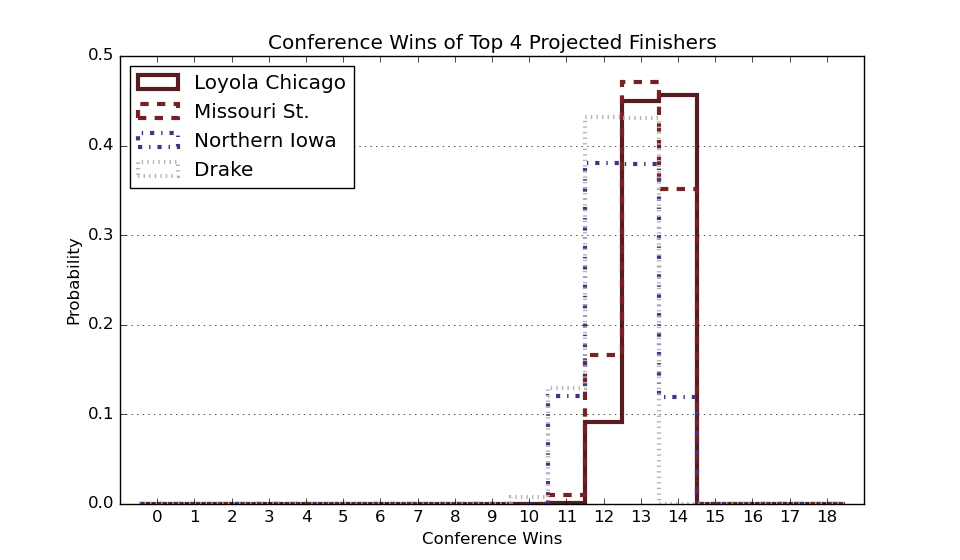 Conference Wins of Top 4 Projected Finishers
0.5
0.4
0.3
0.2
0.1
0.0
Probability
Loyola Chicago
Missouri St.
Northern Iowa
Drake
0 1 2 3 4 5 6 7 8 9 10 11 12 13 14 15 16 17 18
Conference Wins